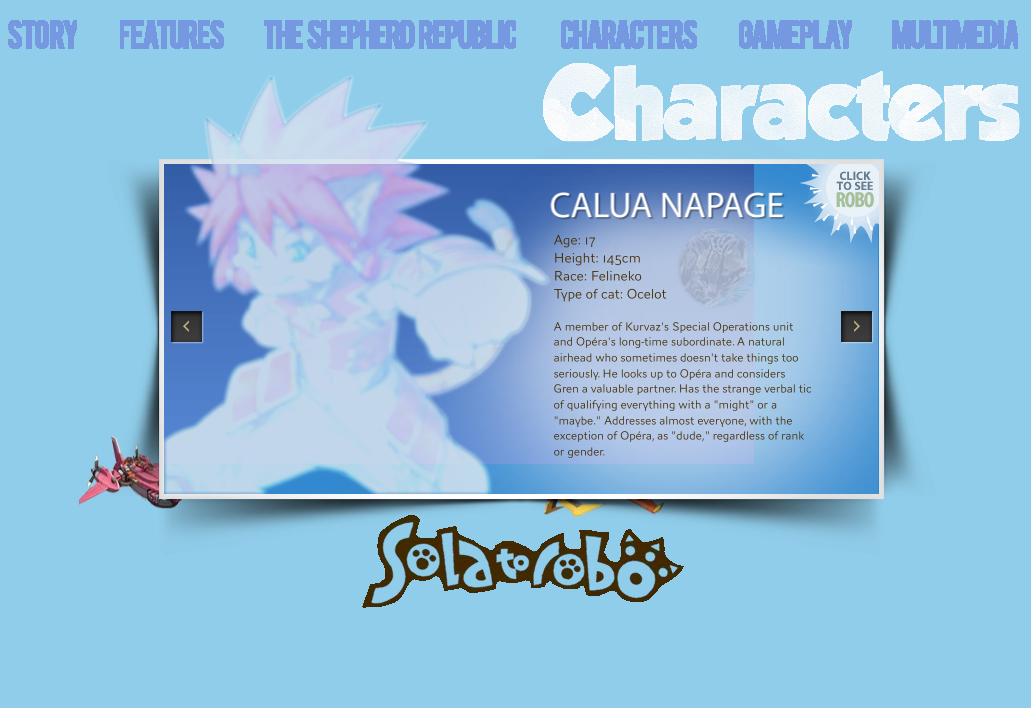 STORY FEATURES THE SHEPHERD REPUBLIC CHARACTERS GAMEPLAY MULTIMEDIA
Characters
CLICK
TO SEE
ROBO
CALUA NAPAGE
Age: 17
Height: 145cm
Race: Felineko
Type of cat: Ocelot
A member of Kurvaz's Special Operations unit
and Opéra's long-time subordinate. A natural
airhead who sometimes doesn't take things too
seriously. He looks up to Opéra and considers
Gren a valuable partner. Has the strange verbal tic
of qualifying everything with a "might" or a
"maybe." Addresses almost everyone, with the
exception of Opéra, as "dude," regardless of rank
or gender.
Solatorobo